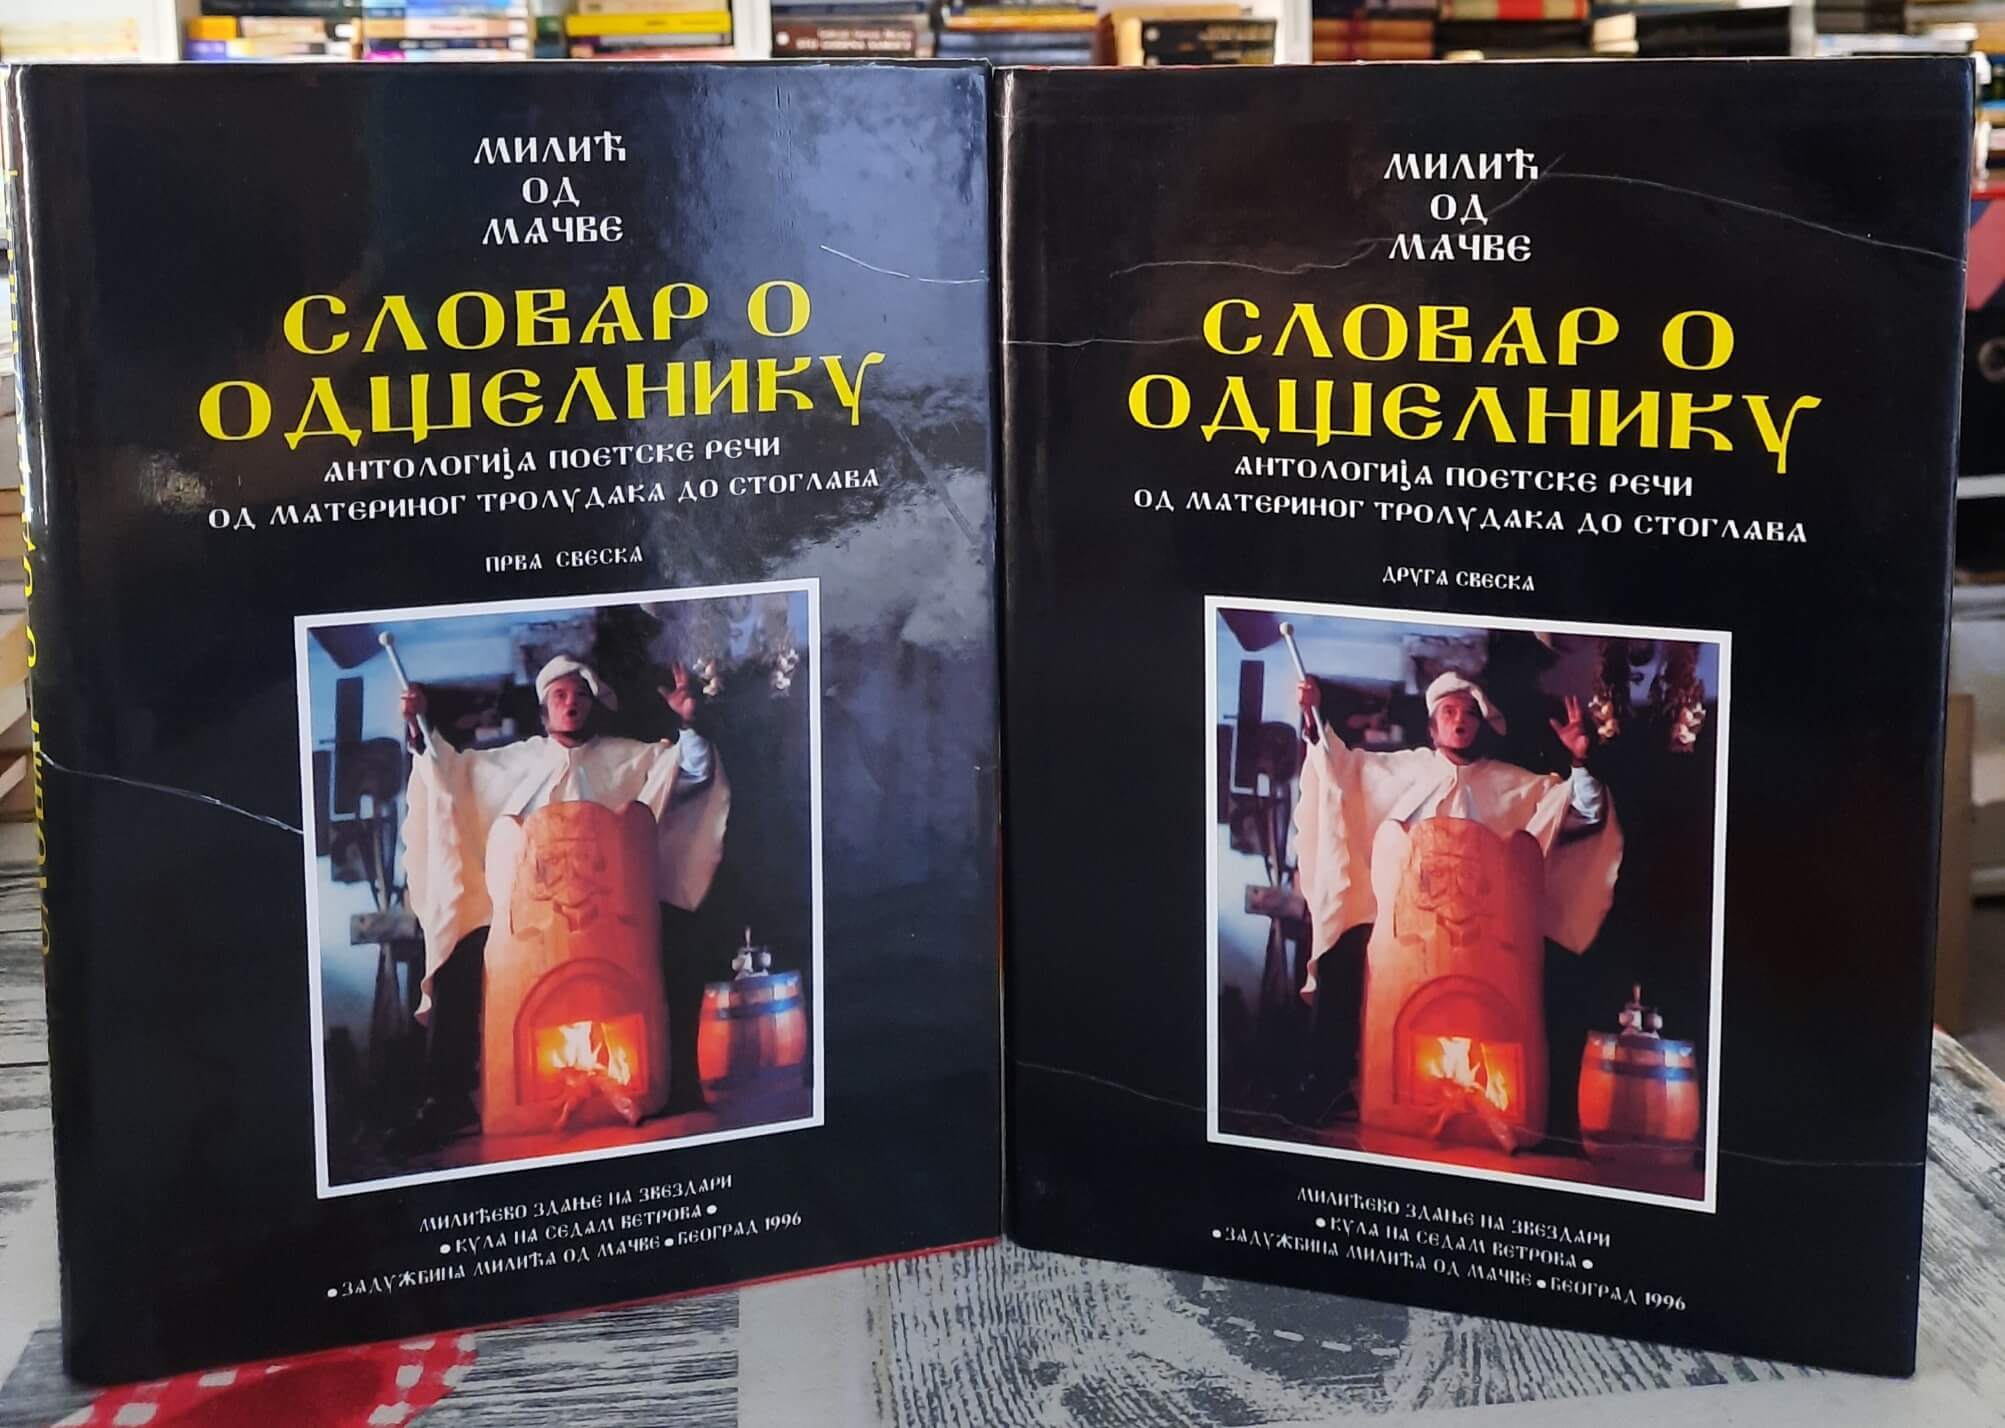 МИЛИЋ
ОД
МАЧВЕ
СЛОВАР О
ОДШЕЛНИКУ
АНТОЛОГИЈА ПОЕТСКЕ РЕЧИ
ОД МАТЕРИНОГ ТРОЛУДАКА ДО СТОГЛАВА
ПРВА СВЕСКА
МИЛИЋЕВО ЗДАЊЕ НА ЗВЕЗДАРИ
• КУЛА НА СЕДАМ ВЕТРОВА •
• ЗАДУЖБИНА МИЛИЋА ОД МАЧВЕ • БЕОГРАД 1996
МИЛИЋ
ОД
МАЧВЕ
СЛОВАР О
ОДШЕЛНИКУ
АНТОЛОГИЈА ПОЕТСКЕ РЕЧИ
ОД МАТЕРИНОГ ТРОЛУДАКА ДО СТОГЛАВА
ДРУГА СВЕСКА
МИЛИЋЕВО ЗДАЊЕ НА ЗВЕЗДАРИ
• КУЛА НА СЕДАМ ВЕТРОВА •
• ЗАДУЖБИНА МИЛИЋА ОД МАЧВЕ • БЕОГРАД 1996